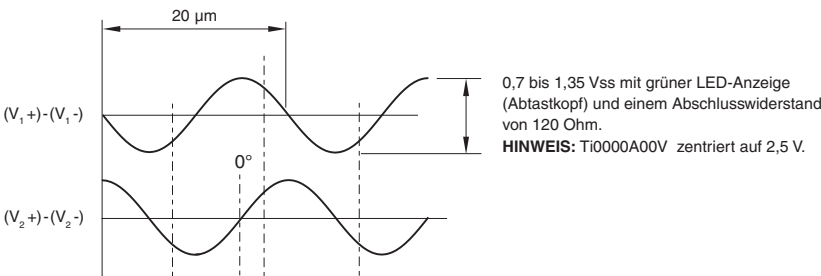 20 µm
(V₁+)-(V₁-)
0,7 bis 1,35 Vss mit grüner LED-Anzeige
(Abtastkopf) und einem Abschlusswiderstand
von 120 Ohm.
HINWEIS: Ti0000A00V zentriert auf 2,5 V.
0°
(V₂+)-(V₂-)